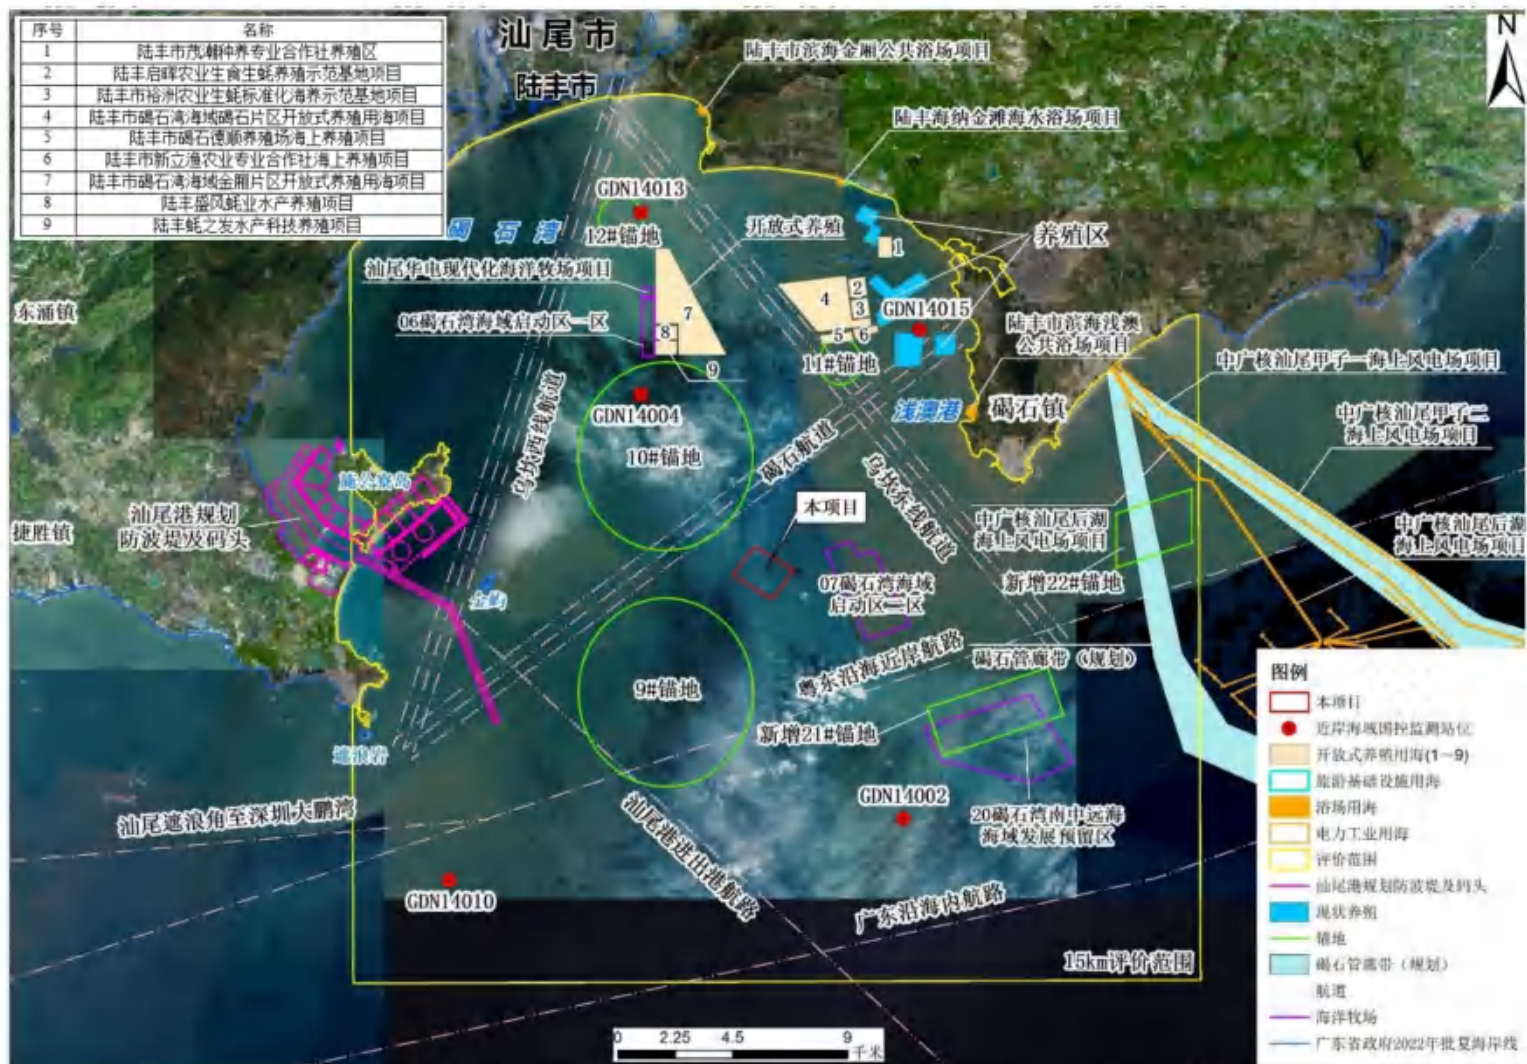 序号 名称
1 陆丰市茂潮种养专业合作社养殖区
2 陆丰启晖农业生食生蚝养殖示范基地项目
3 陆丰市裕洲农业生蚝标准化海养示范基地项目
4 陆丰市碣石湾海域碣石片区开放式养殖用海项目
5 陆丰市碣石德顺养殖场海上养殖项目
6 陆丰市新立渔农业专业合作社海上养殖项目
7 陆丰市碣石湾海域金厢片区开放式养殖用海项目
8 陆丰盛风蚝业水产养殖项目
9 陆丰蚝之发水产科技养殖项目
汕尾市
陆丰市
陆丰市滨海金厢公共浴场项目
N
陆丰海纳金滩海水浴场项目
GDN14013
碣石湾
12#锚地
开放式养殖
养殖区
1
汕尾华电现代化海洋牧场项目
东涌镇
06碣石湾海域启动区一区
7
8
9
4
2
3
5
6
GDN14015
11#锚地
陆丰市滨海浅澳
公共浴场项目
中广核汕尾甲子一海上风电场项目
GDN14004
浅澳港
碣石镇
中广核汕尾甲子二
海上风电场项目
10#锚地
乌坎西线航道
碣石航道
乌坎东线航道
施公寮岛
汕尾港规划
防波堤及码头
捷胜镇
本项目
中广核汕尾后湖
海上风电场项目
中广核汕尾后湖
海上风电场项目
07碣石湾海域
启动区二区
新增22#锚地
金屿
9#锚地
粤东沿海近岸航路
碣石管廊带（规划）
新增21#锚地
遮浪岩
GDN14002
20碣石湾南中远海
海域发展预留区
汕尾遮浪角至深圳大鹏湾
汕尾港进出港航路
GDN14010
广东沿海内航路
15km评价范围
0 2.25 4.5 9
千米
图例
本项目
近岸海域国控监测站位
开放式养殖用海(1~9)
旅游基础设施用海
浴场用海
电力工业用海
评价范围
汕尾港规划防波堤及码头
现状养殖
锚地
碣石管廊带（规划）
航道
海洋牧场
广东省政府2022年批复海岸线